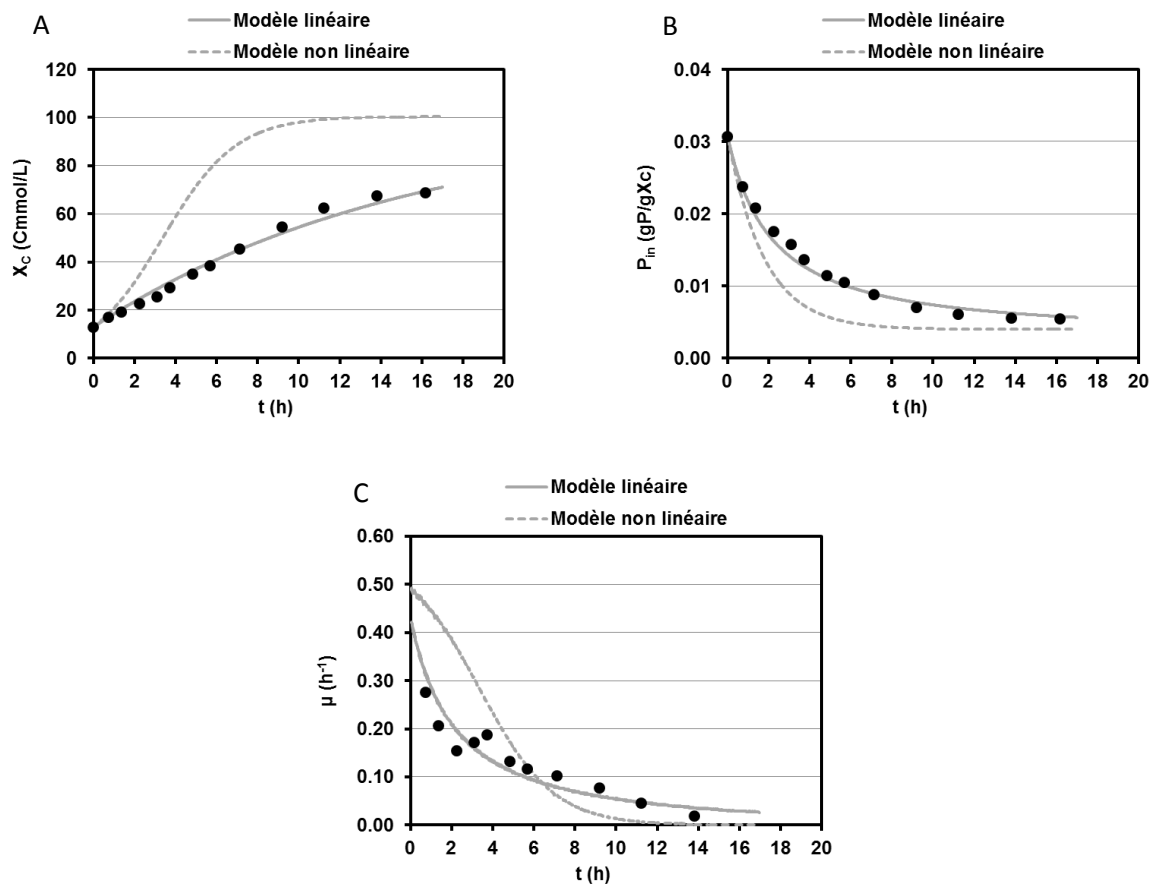 A
Modèle linéaire
Modèle non linéaire
120
100
80
60
40
20
0
X_C (Cmmol/L)
0 2 4 6 8 10 12 14 16 18 20
t (h)
B
Modèle linéaire
Modèle non linéaire
0.04
0.03
0.02
0.01
0.00
P_in (gP/gXc)
0 2 4 6 8 10 12 14 16 18 20
t (h)
C
Modèle linéaire
Modèle non linéaire
0.60
0.50
0.40
0.30
0.20
0.10
0.00
µ (h⁻¹)
0 2 4 6 8 10 12 14 16 18 20
t (h)